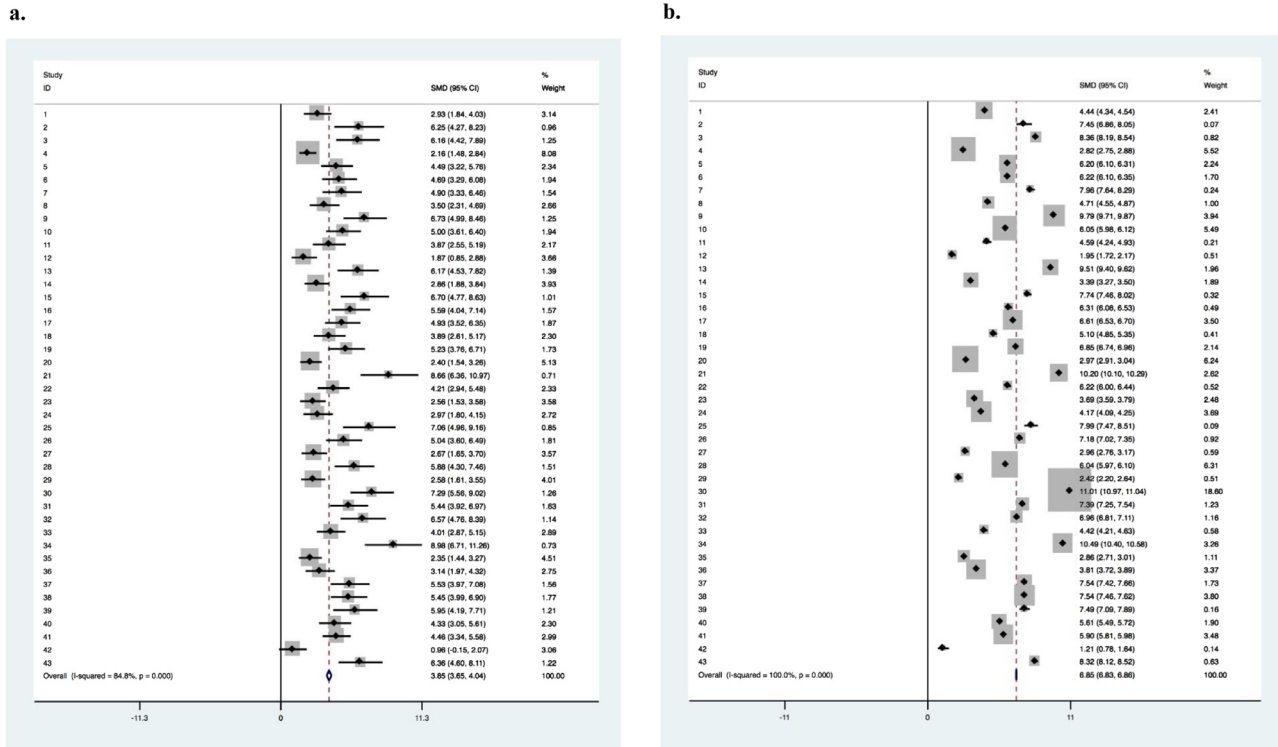 a.
Study
%
ID
SMD (95% CI)
Weight
1 2.93 (1.84, 4.03) 3.14
2 6.25 (4.27, 8.23) 0.96
3 6.16 (4.42, 7.89) 1.25
4 2.16 (1.48, 2.84) 8.08
5 4.49 (3.22, 5.76) 2.34
6 4.69 (3.29, 6.08) 1.94
7 4.90 (3.33, 6.46) 1.54
8 3.50 (2.31, 4.69) 2.66
9 6.73 (4.99, 8.46) 1.25
10 5.00 (3.61, 6.40) 1.94
11 3.87 (2.55, 5.19) 2.17
12 1.87 (0.85, 2.88) 3.66
13 6.17 (4.53, 7.82) 1.39
14 2.86 (1.88, 3.84) 3.93
15 6.70 (4.77, 8.63) 1.01
16 5.59 (4.04, 7.14) 1.57
17 4.93 (3.52, 6.35) 1.87
18 3.89 (2.61, 5.17) 2.30
19 5.23 (3.76, 6.71) 1.73
20 2.40 (1.54, 3.26) 5.13
21 8.66 (6.36, 10.97) 0.71
22 4.21 (2.94, 5.48) 2.33
23 2.56 (1.53, 3.58) 3.58
24 2.97 (1.80, 4.15) 2.72
25 7.06 (4.96, 9.16) 0.85
26 5.04 (3.60, 6.49) 1.81
27 2.67 (1.65, 3.70) 3.57
28 5.88 (4.30, 7.46) 1.51
29 2.58 (1.61, 3.55) 4.01
30 7.29 (5.56, 9.02) 1.26
31 5.44 (3.92, 6.97) 1.63
32 6.57 (4.76, 8.39) 1.14
33 4.01 (2.87, 5.15) 2.89
34 8.98 (6.71, 11.26) 0.73
35 2.35 (1.44, 3.27) 4.51
36 3.14 (1.97, 4.32) 2.75
37 5.53 (3.97, 7.08) 1.56
38 5.45 (3.99, 6.90) 1.77
39 5.95 (4.19, 7.71) 1.21
40 4.33 (3.05, 5.61) 2.30
41 4.46 (3.34, 5.58) 2.99
42 0.96 (-0.15, 2.07) 3.06
43 6.36 (4.60, 8.11) 1.22
Overall (I-squared = 84.8%, p = 0.000) 3.85 (3.65, 4.04) 100.00
-11.3 0 11.3
b.
Study
%
ID
SMD (95% CI)
Weight
1 4.44 (4.34, 4.54) 2.41
2 7.45 (6.86, 8.05) 0.07
3 8.36 (8.19, 8.54) 0.82
4 2.82 (2.75, 2.88) 5.52
5 6.20 (6.10, 6.31) 2.24
6 6.22 (6.10, 6.35) 1.70
7 7.96 (7.64, 8.29) 0.24
8 4.71 (4.55, 4.87) 1.00
9 9.79 (9.71, 9.87) 3.94
10 6.05 (5.98, 6.12) 5.49
11 4.59 (4.24, 4.93) 0.21
12 1.95 (1.72, 2.17) 0.51
13 9.51 (9.40, 9.62) 1.96
14 3.39 (3.27, 3.50) 1.89
15 7.74 (7.46, 8.02) 0.32
16 6.31 (6.08, 6.53) 0.49
17 6.61 (6.53, 6.70) 3.50
18 5.10 (4.85, 5.35) 0.41
19 6.85 (6.74, 6.96) 2.14
20 2.97 (2.91, 3.04) 6.24
21 10.20 (10.10, 10.29) 2.62
22 6.22 (6.00, 6.44) 0.52
23 3.69 (3.59, 3.79) 2.48
24 4.17 (4.09, 4.25) 3.69
25 7.99 (7.47, 8.51) 0.09
26 7.18 (7.02, 7.35) 0.92
27 2.96 (2.76, 3.17) 0.59
28 6.04 (5.97, 6.10) 6.31
29 2.42 (2.20, 2.64) 0.51
30 11.01 (10.97, 11.04) 18.60
31 7.39 (7.25, 7.54) 1.23
32 6.96 (6.81, 7.11) 1.16
33 4.42 (4.21, 4.63) 0.58
34 10.49 (10.40, 10.58) 3.26
35 2.86 (2.71, 3.01) 1.11
36 3.81 (3.72, 3.89) 3.37
37 7.54 (7.42, 7.66) 1.73
38 7.54 (7.46, 7.62) 3.80
39 7.49 (7.09, 7.89) 0.16
40 5.61 (5.49, 5.72) 1.90
41 5.90 (5.81, 5.98) 3.48
42 1.21 (0.78, 1.64) 0.14
43 8.32 (8.12, 8.52) 0.63
Overall (I-squared = 100.0%, p = 0.000) 6.85 (6.83, 6.86) 100.00
-11 0 11